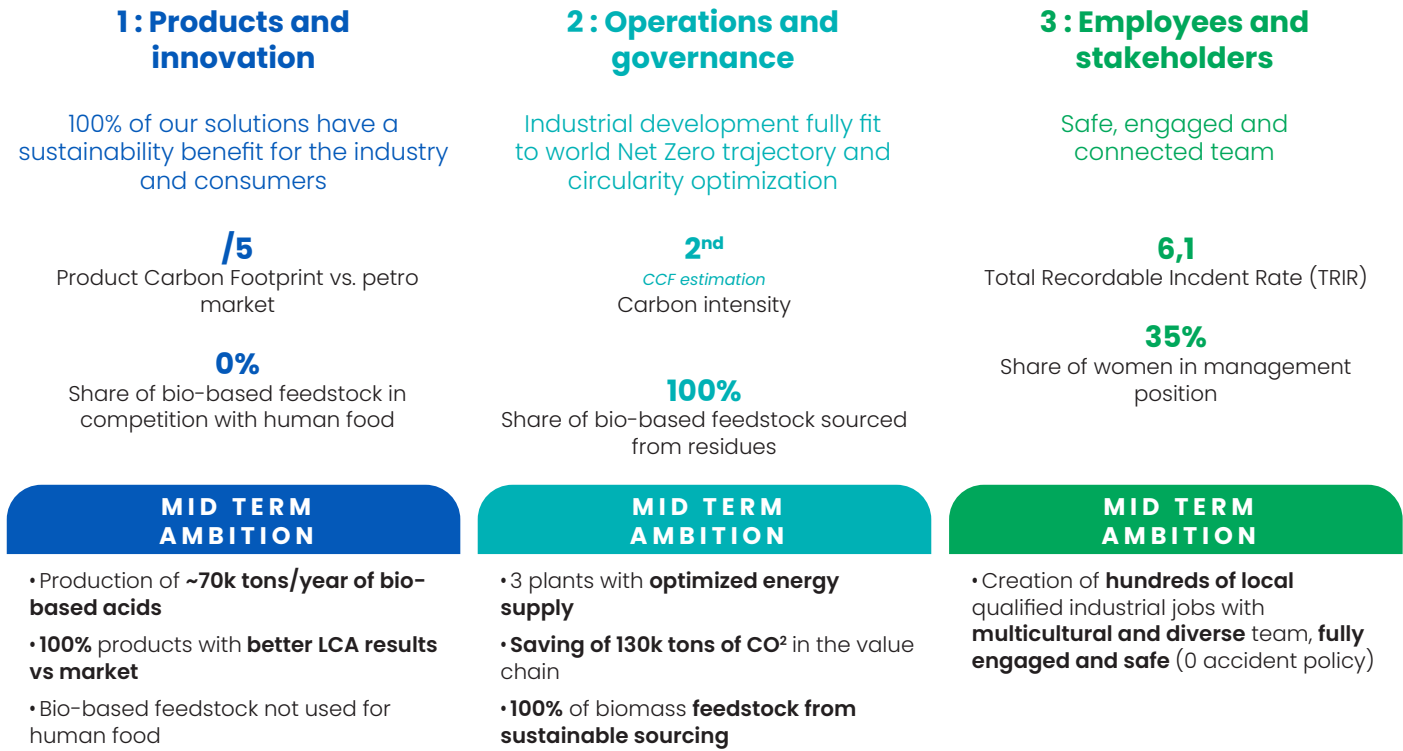 1 : Products and
innovation
100% of our solutions have a
sustainability benefit for the industry
and consumers
/5
Product Carbon Footprint vs. petro
market
0%
Share of bio-based feedstock in
competition with human food
MID TERM
AMBITION
• Production of ~70k tons/year of bio-
based acids
• 100% products with better LCA results
vs market
• Bio-based feedstock not used for
human food
2 : Operations and
governance
Industrial development fully fit
to world Net Zero trajectory and
circularity optimization
2nd
CCF estimation
Carbon intensity
100%
Share of bio-based feedstock sourced
from residues
MID TERM
AMBITION
• 3 plants with optimized energy
supply
• Saving of 130k tons of CO² in the value
chain
• 100% of biomass feedstock from
sustainable sourcing
3 : Employees and
stakeholders
Safe, engaged and
connected team
6,1
Total Recordable Incdent Rate (TRIR)
35%
Share of women in management
position
MID TERM
AMBITION
• Creation of hundreds of local
qualified industrial jobs with
multicultural and diverse team, fully
engaged and safe (0 accident policy)